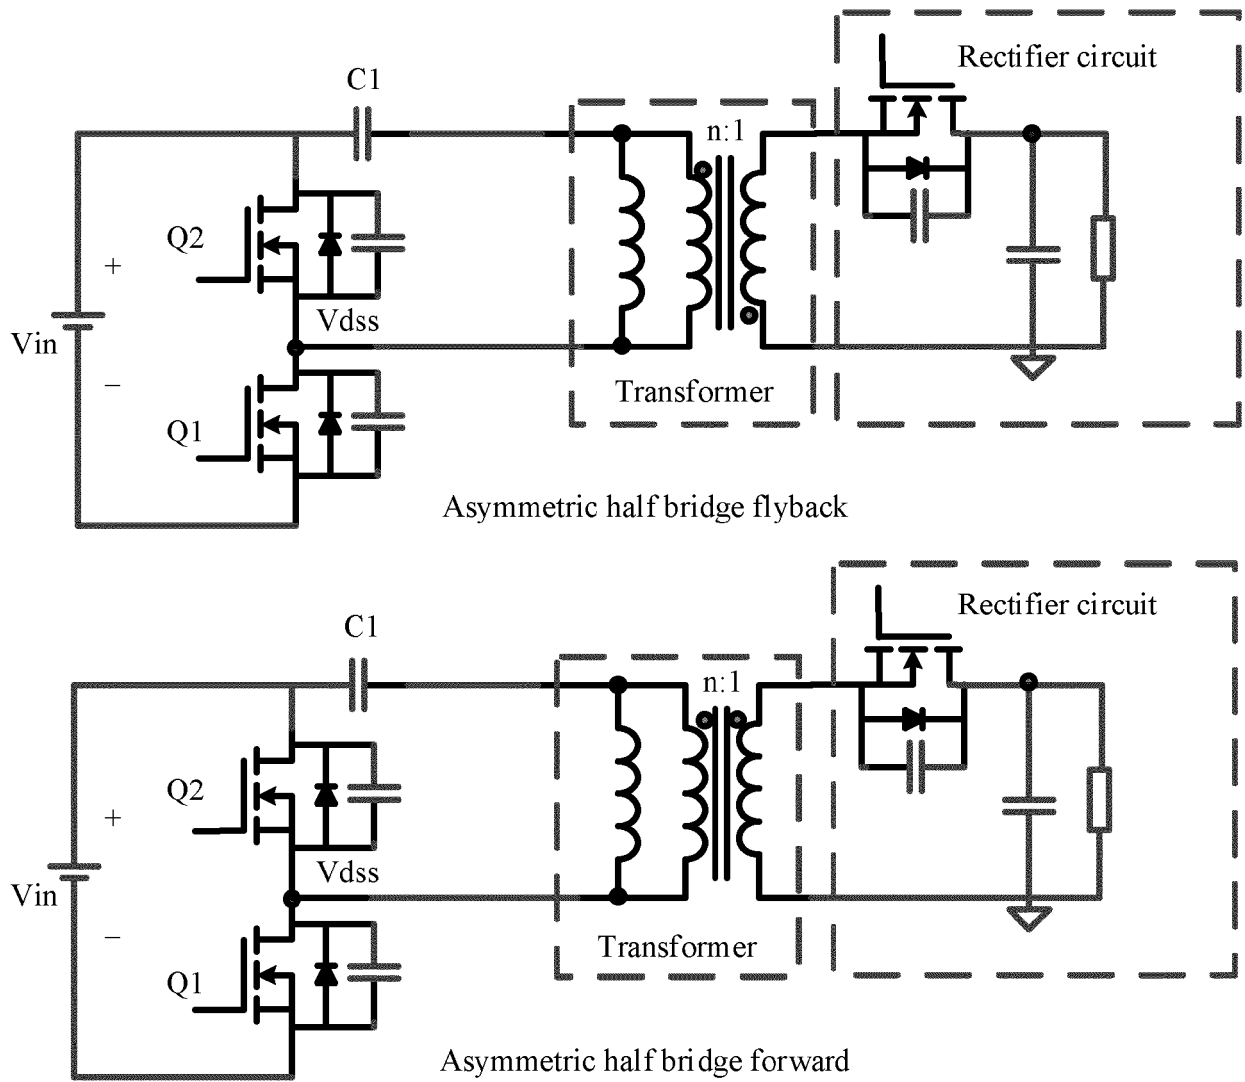 Rectifier circuit
C1
n:1
Q2
+
Vdss
Vin
−
Q1
Transformer
Asymmetric half bridge flyback
Rectifier circuit
C1
n:1
Q2
+
Vdss
Vin
−
Q1
Transformer
Asymmetric half bridge forward